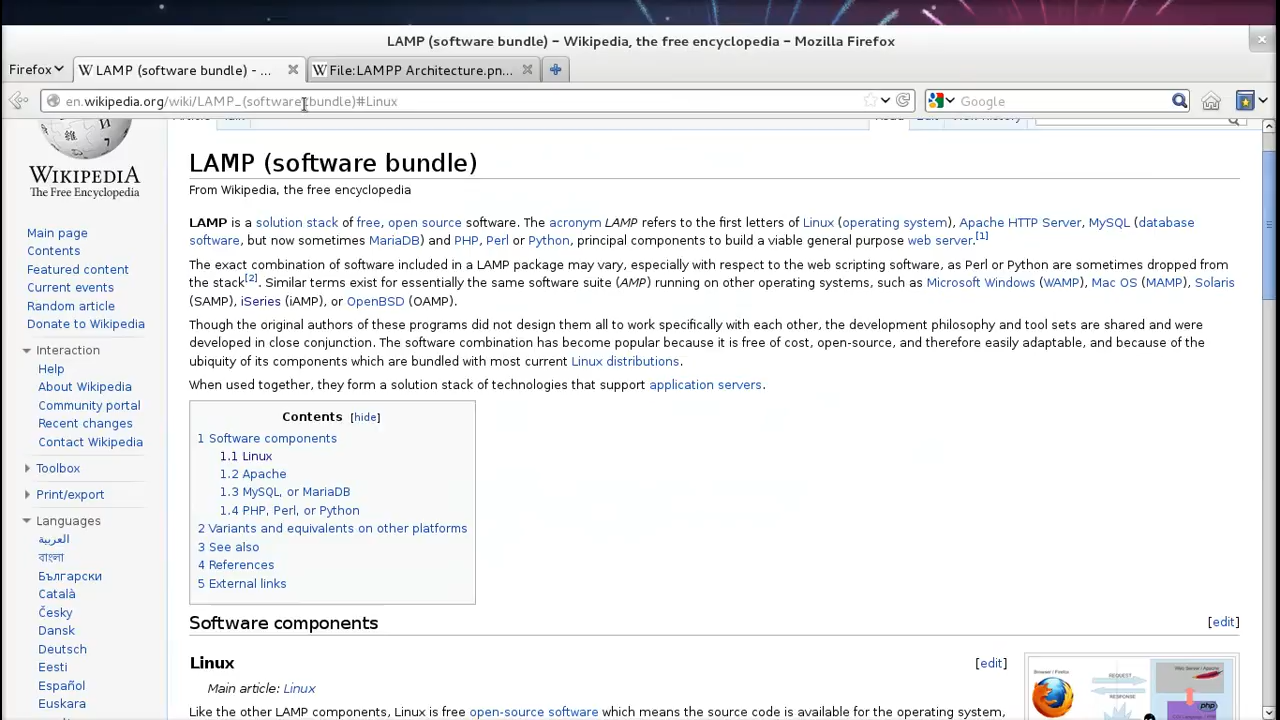 LAMP (software bundle) – Wikipedia, the free encyclopedia – Mozilla Firefox
Firefox
LAMP (software bundle) - ...
File:LAMPP Architecture.pn...
en.wikipedia.org/wiki/LAMP_(software_bundle)#Linux
Google
WIKIPEDIA
The Free Encyclopedia
Main page
Contents
Featured content
Current events
Random article
Donate to Wikipedia
Interaction
Help
About Wikipedia
Community portal
Recent changes
Contact Wikipedia
Toolbox
Print/export
Languages
العربية
বাংলা
Български
Català
Česky
Dansk
Deutsch
Eesti
Español
Euskara
Article Talk Read Edit View history
LAMP (software bundle)
From Wikipedia, the free encyclopedia
LAMP is a solution stack of free, open source software. The acronym LAMP refers to the first letters of Linux (operating system), Apache HTTP Server, MySQL (database
software, but now sometimes MariaDB) and PHP, Perl or Python, principal components to build a viable general purpose web server.[1]
The exact combination of software included in a LAMP package may vary, especially with respect to the web scripting software, as Perl or Python are sometimes dropped from
the stack[2]. Similar terms exist for essentially the same software suite (AMP) running on other operating systems, such as Microsoft Windows (WAMP), Mac OS (MAMP), Solaris
(SAMP), iSeries (iAMP), or OpenBSD (OAMP).
Though the original authors of these programs did not design them all to work specifically with each other, the development philosophy and tool sets are shared and were
developed in close conjunction. The software combination has become popular because it is free of cost, open-source, and therefore easily adaptable, and because of the
ubiquity of its components which are bundled with most current Linux distributions.
When used together, they form a solution stack of technologies that support application servers.
Contents [hide]
1 Software components
1.1 Linux
1.2 Apache
1.3 MySQL, or MariaDB
1.4 PHP, Perl, or Python
2 Variants and equivalents on other platforms
3 See also
4 References
5 External links
Software components [edit]
Linux [edit]
Main article: Linux
Like the other LAMP components, Linux is free open-source software which means the source code is available for the operating system,
Browser / Firefox
REQUEST
RESPONSE
Web Server / Apache
php